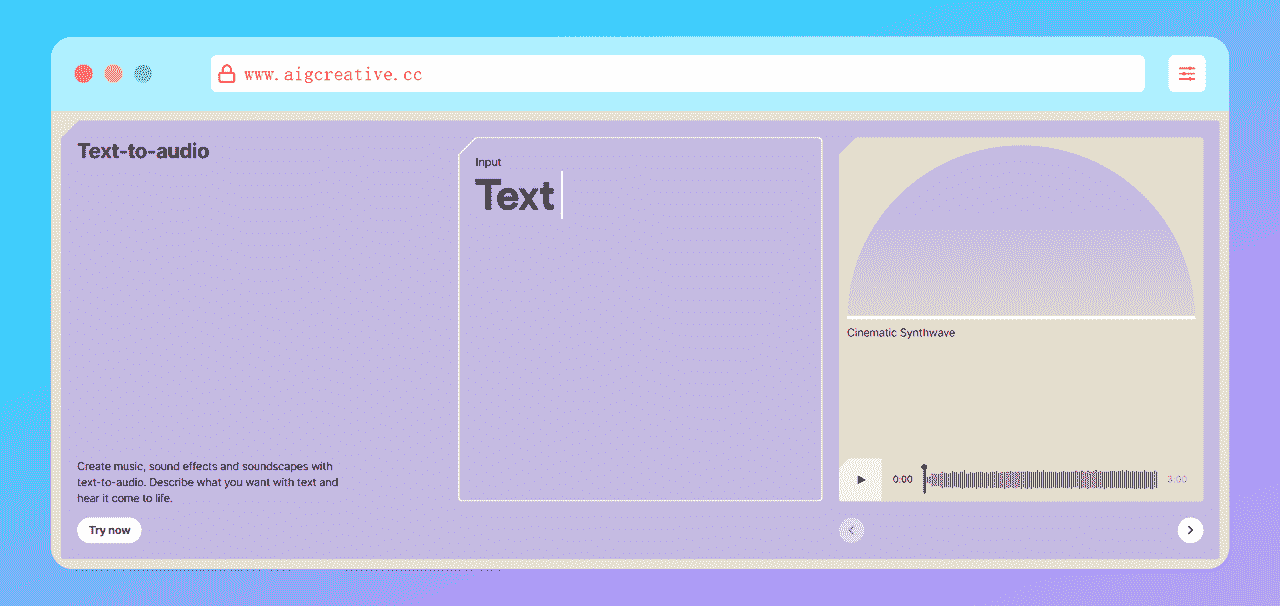 www.aigcreative.cc
Text-to-audio
Input
Text
Cinematic Synthwave
Create music, sound effects and soundscapes with
text-to-audio. Describe what you want with text and
hear it come to life.
0:00
3:00
Try now